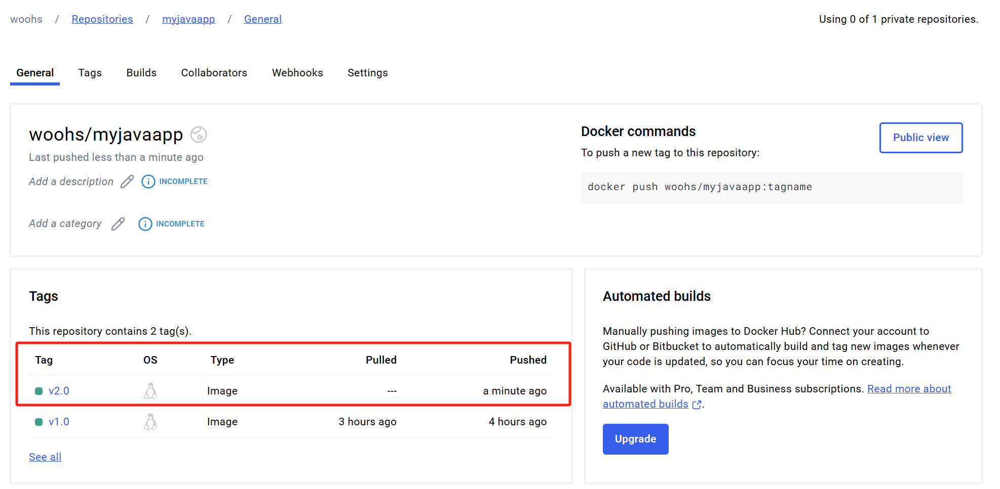 woohs / Repositories / myjavaapp / General
Using 0 of 1 private repositories.
General Tags Builds Collaborators Webhooks Settings
woohs/myjavaapp
Last pushed less than a minute ago
Add a description INCOMPLETE
Add a category INCOMPLETE
Docker commands
Public view
To push a new tag to this repository:
docker push woohs/myjavaapp:tagname
Tags
This repository contains 2 tag(s).
Tag OS Type Pulled Pushed
v2.0 Image --- a minute ago
v1.0 Image 3 hours ago 4 hours ago
See all
Automated builds
Manually pushing images to Docker Hub? Connect your account to
GitHub or Bitbucket to automatically build and tag new images whenever
your code is updated, so you can focus your time on creating.
Available with Pro, Team and Business subscriptions. Read more about
automated builds.
Upgrade